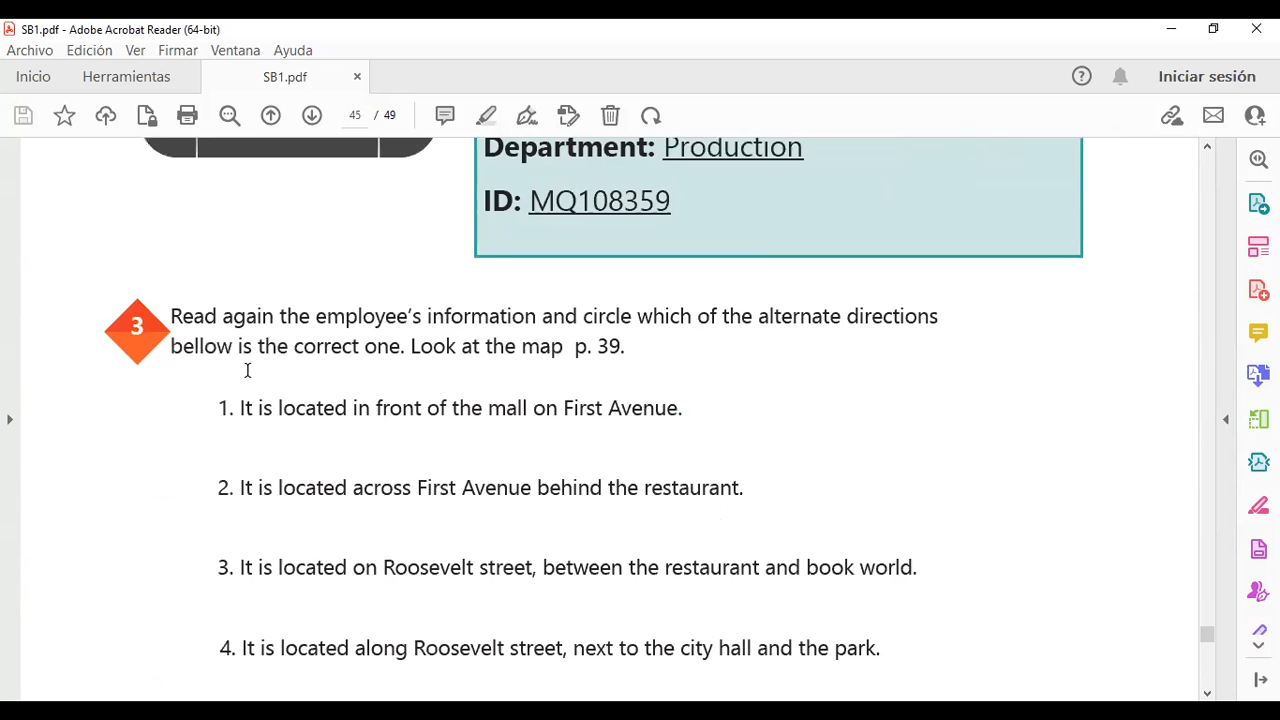 SB1.pdf - Adobe Acrobat Reader (64-bit)
Archivo Edición Ver Firmar Ventana Ayuda
Inicio Herramientas SB1.pdf × Iniciar sesión
45 / 49
Department: Production
ID: MQ108359
3
Read again the employee's information and circle which of the alternate directions
bellow is the correct one. Look at the map p. 39.
1. It is located in front of the mall on First Avenue.
2. It is located across First Avenue behind the restaurant.
3. It is located on Roosevelt street, between the restaurant and book world.
4. It is located along Roosevelt street, next to the city hall and the park.